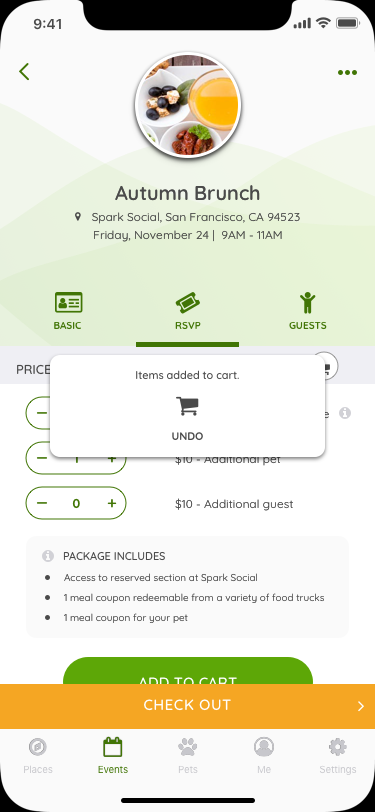 9:41
Autumn Brunch
Spark Social, San Francisco, CA 94523
Friday, November 24 | 9AM - 11AM
BASIC RSVP GUESTS
PRICE
Items added to cart.
UNDO
− 1 + $10 - Additional pet
− 0 + $10 - Additional guest
PACKAGE INCLUDES
• Access to reserved section at Spark Social
• 1 meal coupon redeemable from a variety of food trucks
• 1 meal coupon for your pet
ADD TO CART
CHECK OUT
Places Events Pets Me Settings